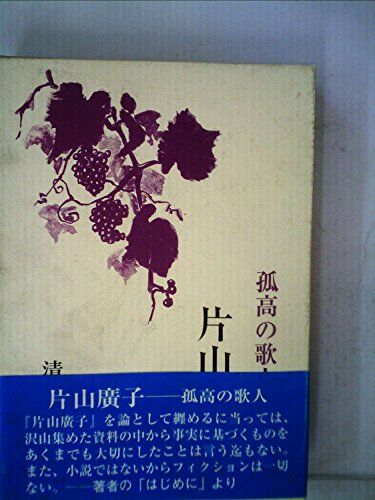 孤高の歌人
片山
清
片山廣子――孤高の歌人
『片山廣子』を論として纒めるに当っては、
沢山集めた資料の中から事実に基づくものを
あくまでも大切にしたことは言う迄もない。
また、小説ではないからフィクションは一切
ない。――著者の「はじめに」より